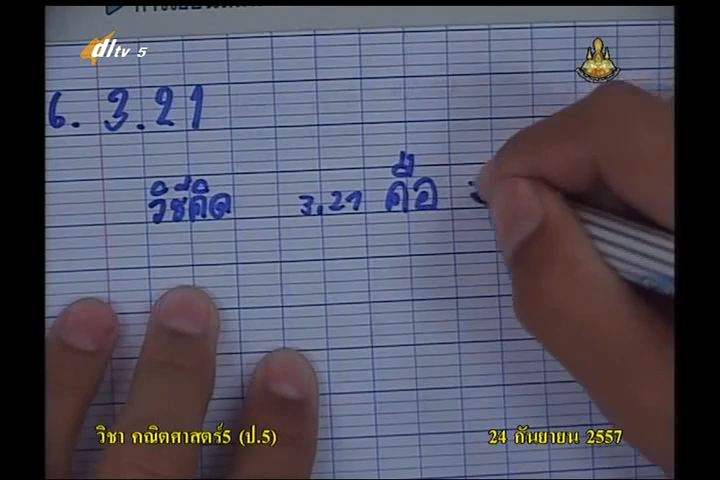 dltv 5
6. 3.21
วิธีคิด 3.21 คือ
วิชา คณิตศาสตร์5 (ป.5)
24 กันยายน 2557